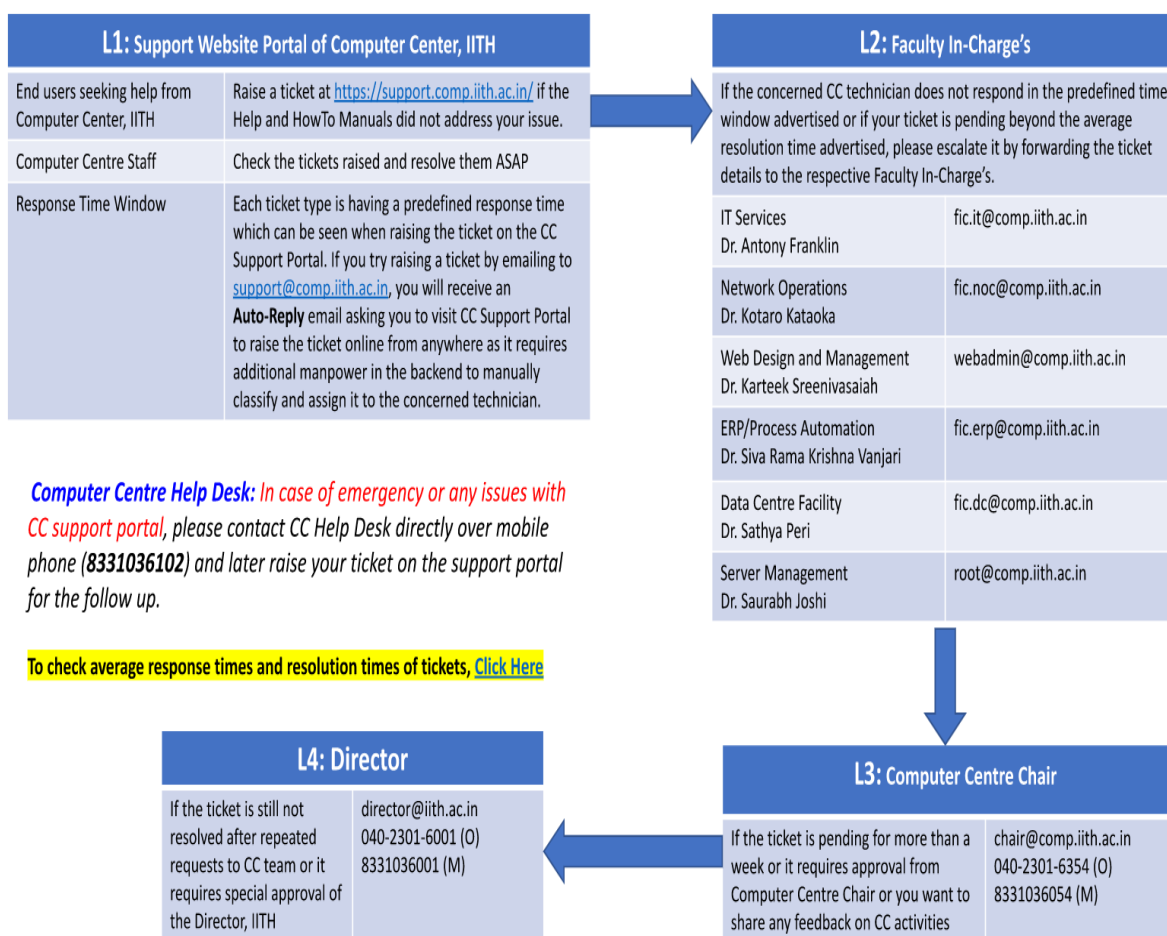 L1: Support Website Portal of Computer Center, IITH
End users seeking help from
Computer Center, IITH
Raise a ticket at https://support.comp.iith.ac.in/ if the
Help and HowTo Manuals did not address your issue.
Computer Centre Staff
Check the tickets raised and resolve them ASAP
Response Time Window
Each ticket type is having a predefined response time
which can be seen when raising the ticket on the CC
Support Portal. If you try raising a ticket by emailing to
support@comp.iith.ac.in, you will receive an
Auto-Reply email asking you to visit CC Support Portal
to raise the ticket online from anywhere as it requires
additional manpower in the backend to manually
classify and assign it to the concerned technician.
L2: Faculty In-Charge's
If the concerned CC technician does not respond in the predefined time
window advertised or if your ticket is pending beyond the average
resolution time advertised, please escalate it by forwarding the ticket
details to the respective Faculty In-Charge's.
IT Services
Dr. Antony Franklin
fic.it@comp.iith.ac.in
Network Operations
Dr. Kotaro Kataoka
fic.noc@comp.iith.ac.in
Web Design and Management
Dr. Karteek Sreenivasaiah
webadmin@comp.iith.ac.in
ERP/Process Automation
Dr. Siva Rama Krishna Vanjari
fic.erp@comp.iith.ac.in
Data Centre Facility
Dr. Sathya Peri
fic.dc@comp.iith.ac.in
Server Management
Dr. Saurabh Joshi
root@comp.iith.ac.in
Computer Centre Help Desk: In case of emergency or any issues with
CC support portal, please contact CC Help Desk directly over mobile
phone (8331036102) and later raise your ticket on the support portal
for the follow up.
To check average response times and resolution times of tickets, Click Here
L3: Computer Centre Chair
If the ticket is pending for more than a
week or it requires approval from
Computer Centre Chair or you want to
share any feedback on CC activities
chair@comp.iith.ac.in
040-2301-6354 (O)
8331036054 (M)
L4: Director
If the ticket is still not
resolved after repeated
requests to CC team or it
requires special approval of
the Director, IITH
director@iith.ac.in
040-2301-6001 (O)
8331036001 (M)